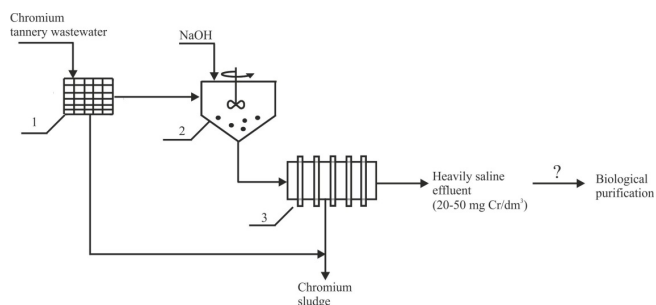 Chromium
tannery wastewater
NaOH
1
2
3
Heavily saline
effluent
(20-50 mg Cr/dm³)
?
Biological
purification
Chromium
sludge